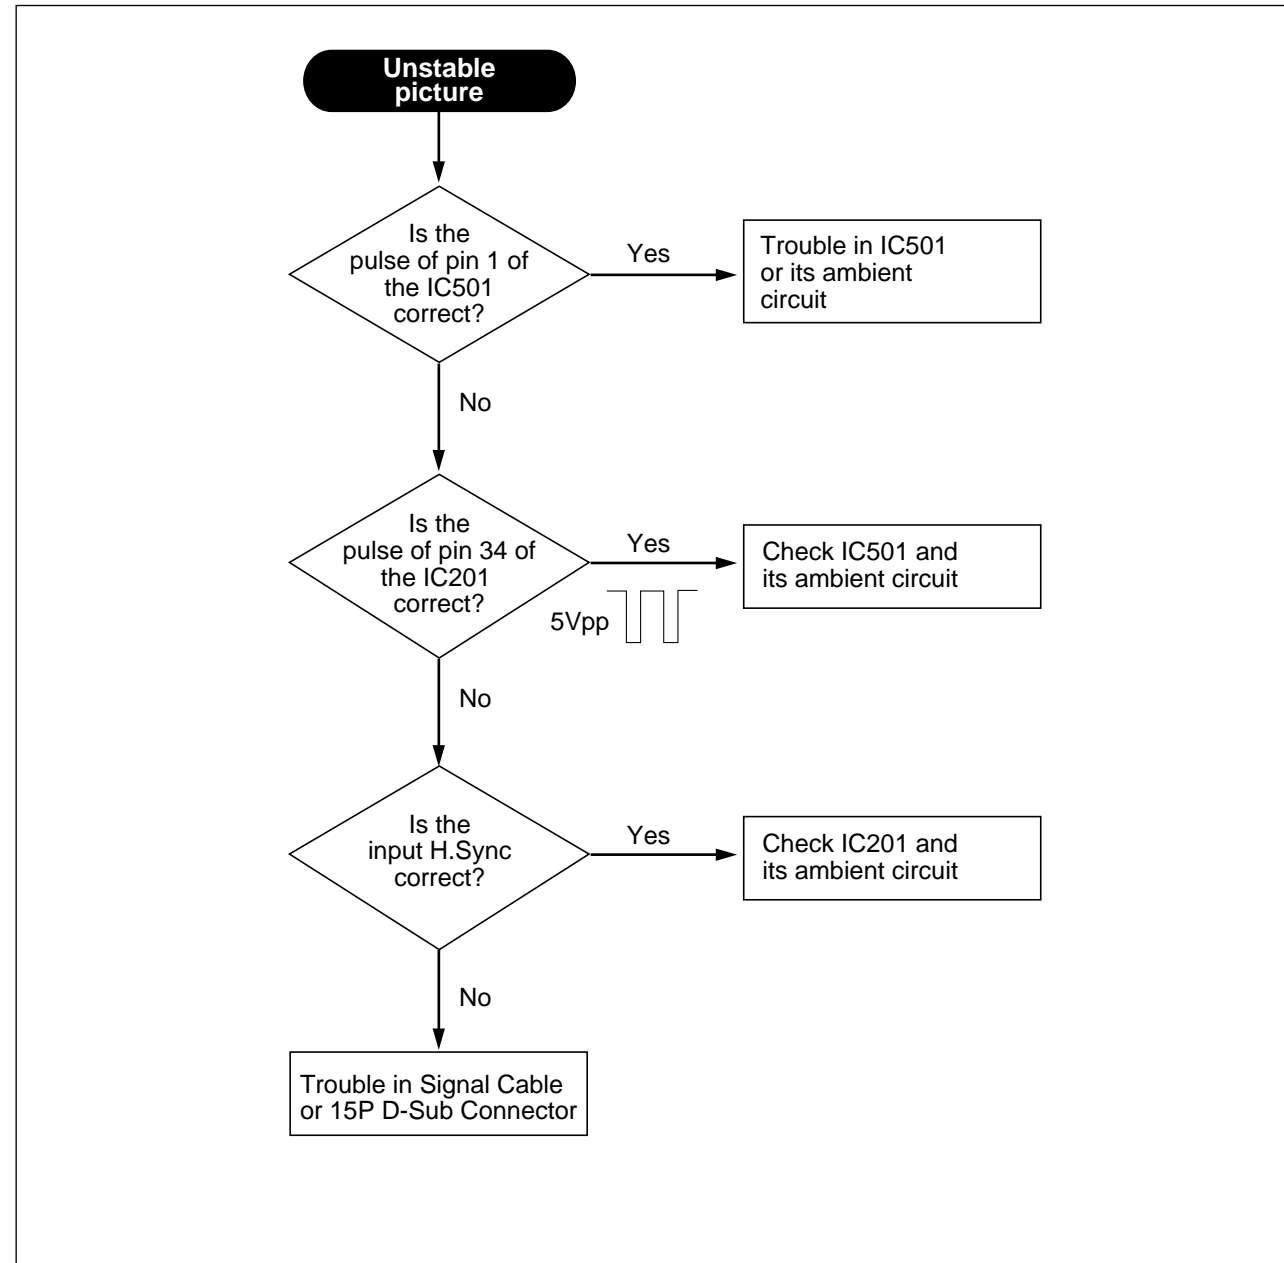 Unstable
picture
Is the
pulse of pin 1 of
the IC501
correct?
Yes
Trouble in IC501
or its ambient
circuit
No
Is the
pulse of pin 34 of
the IC201
correct?
Yes
5Vpp
Check IC501 and
its ambient circuit
No
Is the
input H.Sync
correct?
Yes
Check IC201 and
its ambient circuit
No
Trouble in Signal Cable
or 15P D-Sub Connector